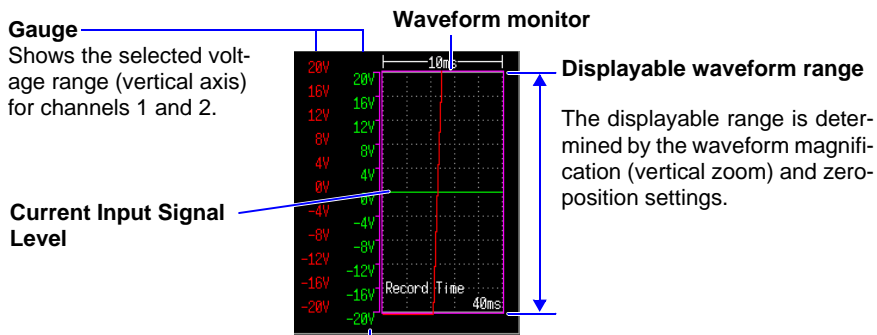 Waveform monitor
Gauge
Shows the selected volt-
age range (vertical axis)
for channels 1 and 2.
Current Input Signal
Level
20V
16V
12V
8V
4V
0V
-4V
-8V
-12V
-16V
-20V
20V
16V
12V
8V
4V
0V
-4V
-8V
-12V
-16V
-20V
10ms
Record Time
40ms
Displayable waveform range
The displayable range is deter-
mined by the waveform magnifi-
cation (vertical zoom) and zero-
position settings.